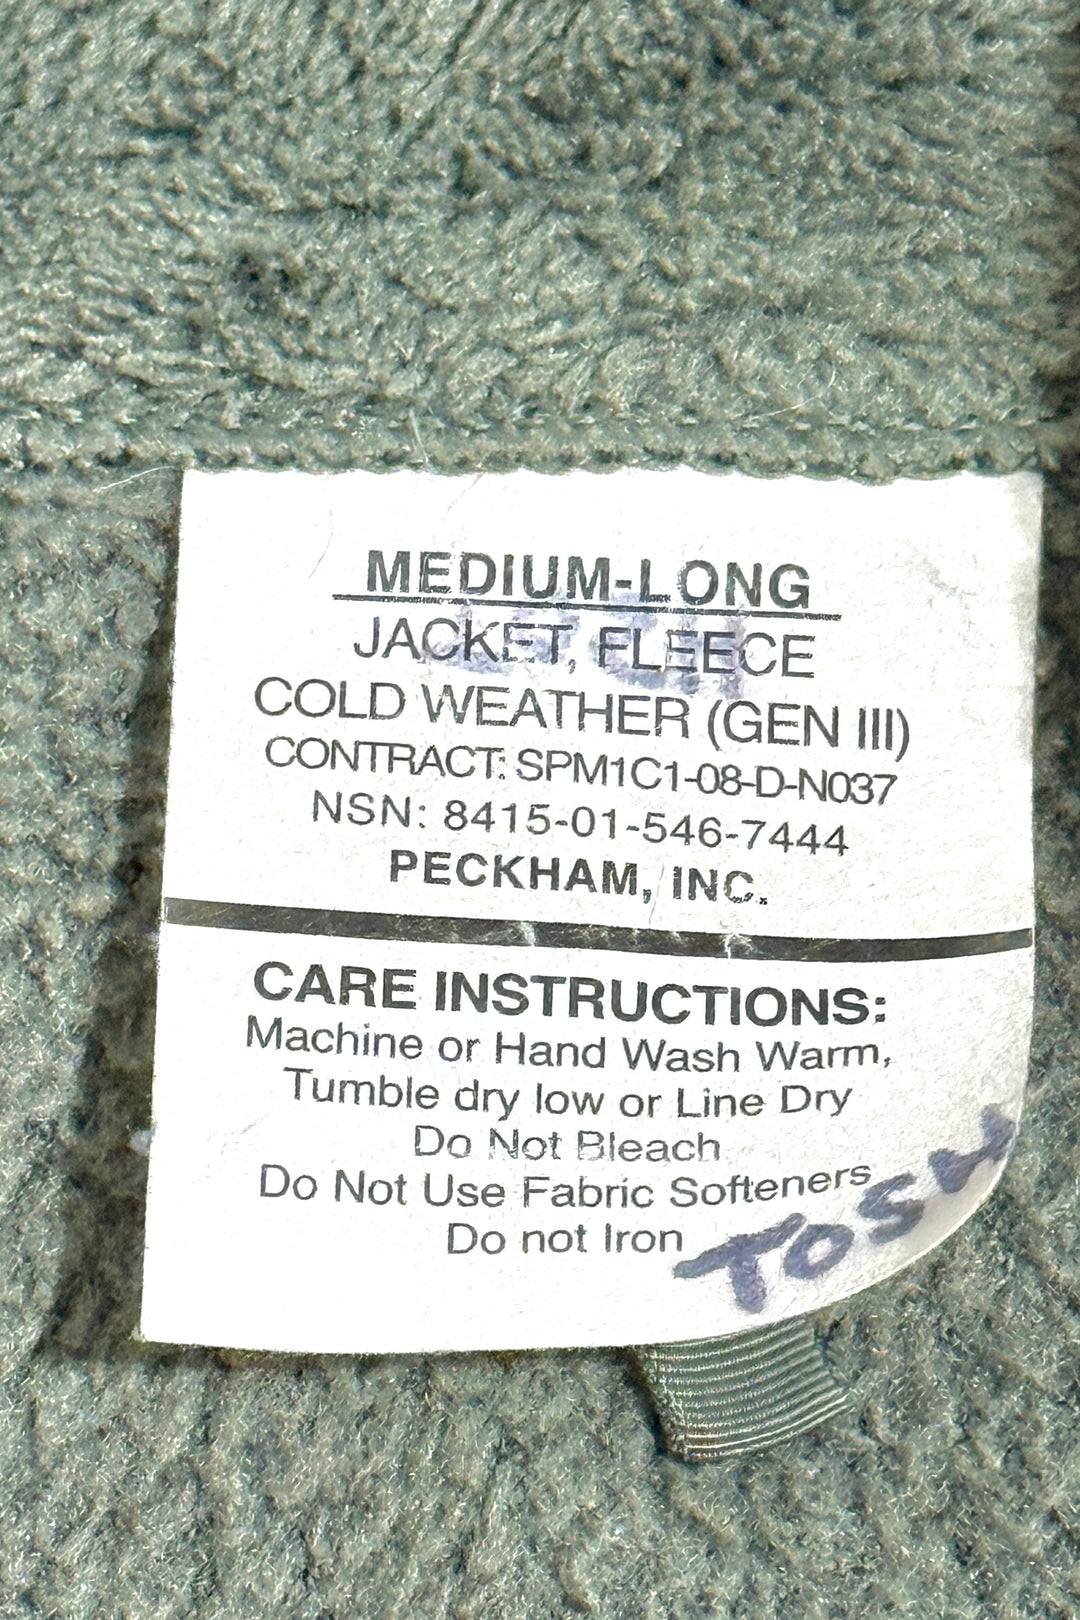 MEDIUM-LONG
JACKET, FLEECE
COLD WEATHER (GEN III)
CONTRACT: SPM1C1-08-D-N037
NSN: 8415-01-546-7444
PECKHAM, INC.
CARE INSTRUCTIONS:
Machine or Hand Wash Warm,
Tumble dry low or Line Dry
Do Not Bleach
Do Not Use Fabric Softeners
Do not Iron
TOSH